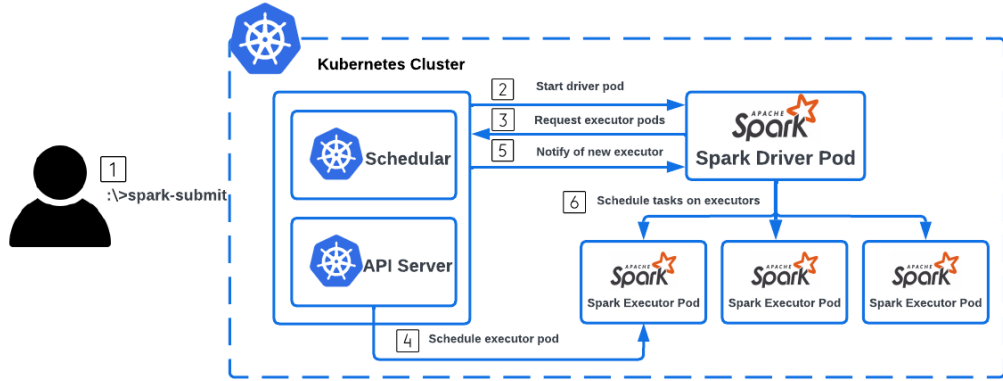 Kubernetes Cluster
1
:\>spark-submit
Schedular
API Server
2 Start driver pod
3 Request executor pods
5 Notify of new executor
APACHE
Spark
Spark Driver Pod
6 Schedule tasks on executors
APACHE
Spark
Spark Executor Pod
APACHE
Spark
Spark Executor Pod
APACHE
Spark
Spark Executor Pod
4 Schedule executor pod